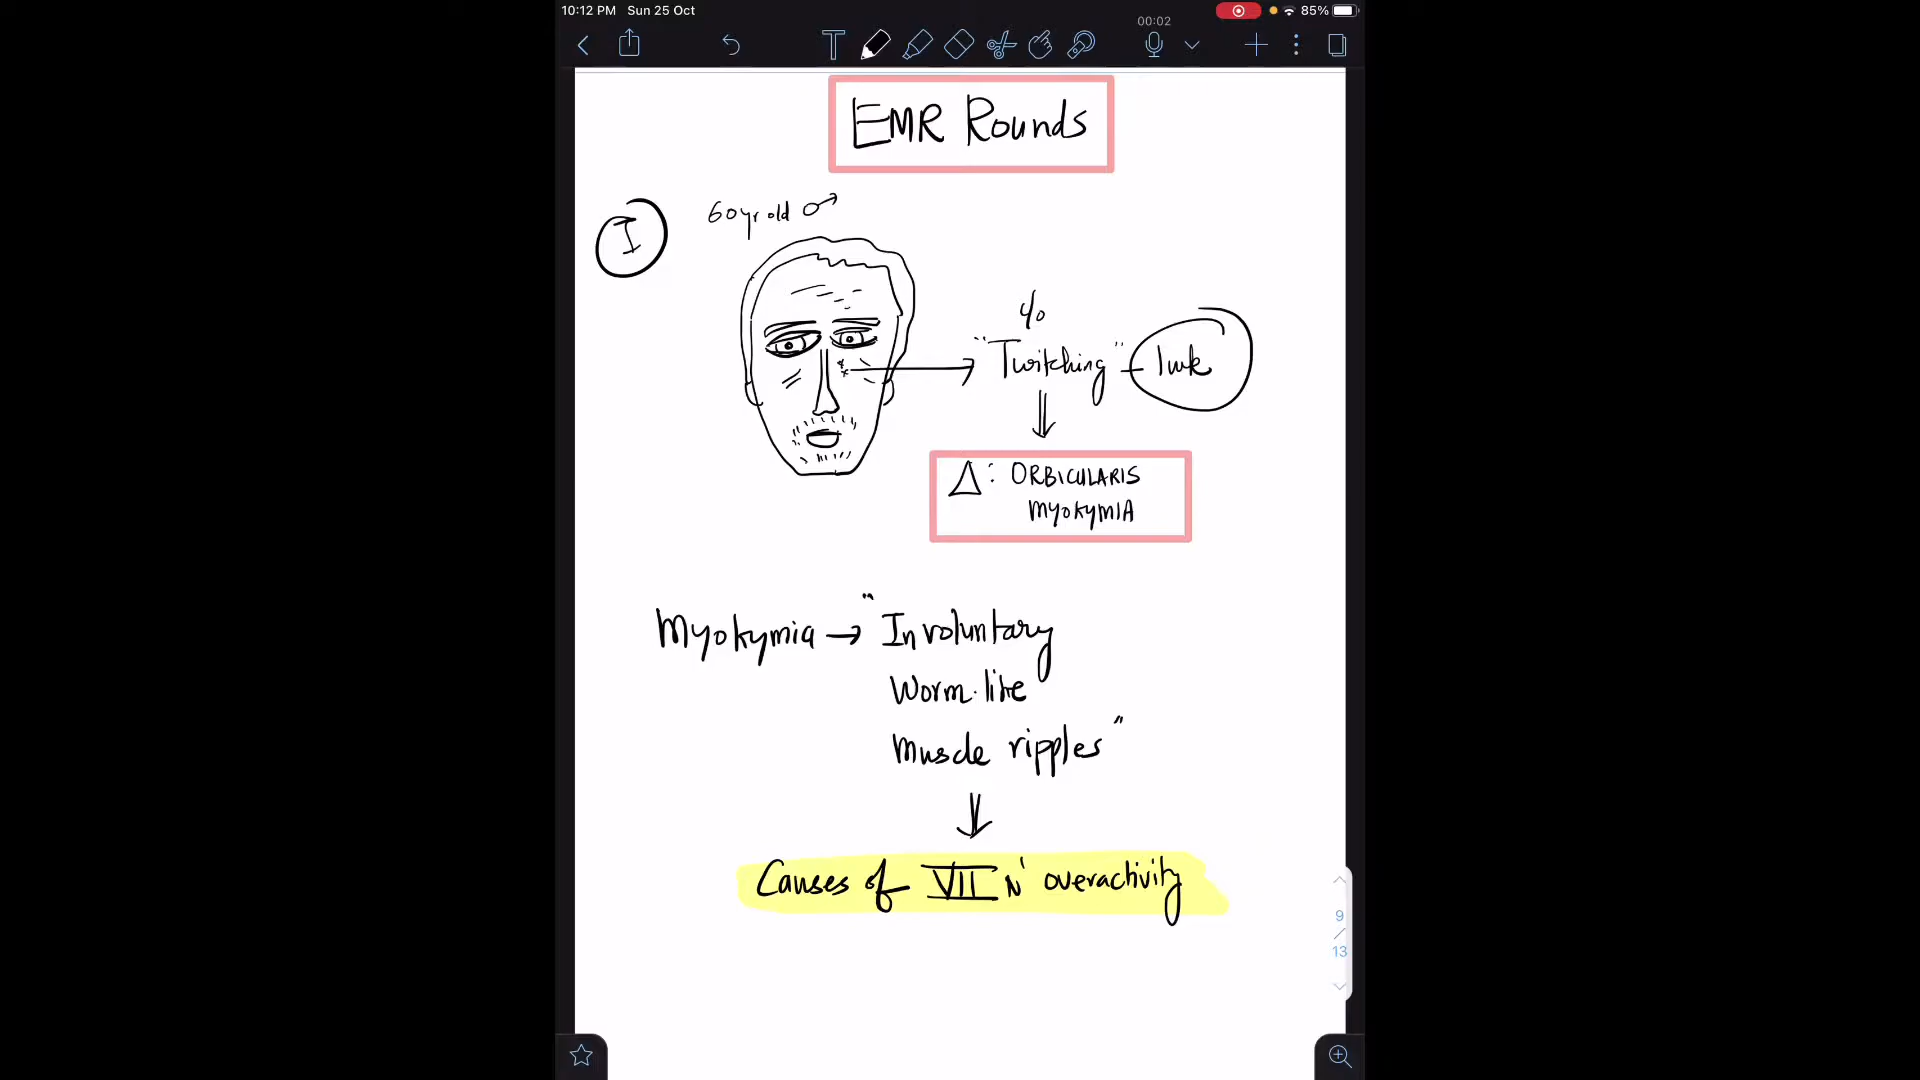 10:12 PM Sun 25 Oct
85%
00:02
T
EMR Rounds
I
60yr old ♂
c/o
"Twitching" - 1wk
Δ: ORBICULARIS
MYOKYMIA
Myokymia → "Involuntary
Worm-like
Muscle ripples"
Causes of VII N' overactivity
9
/
13